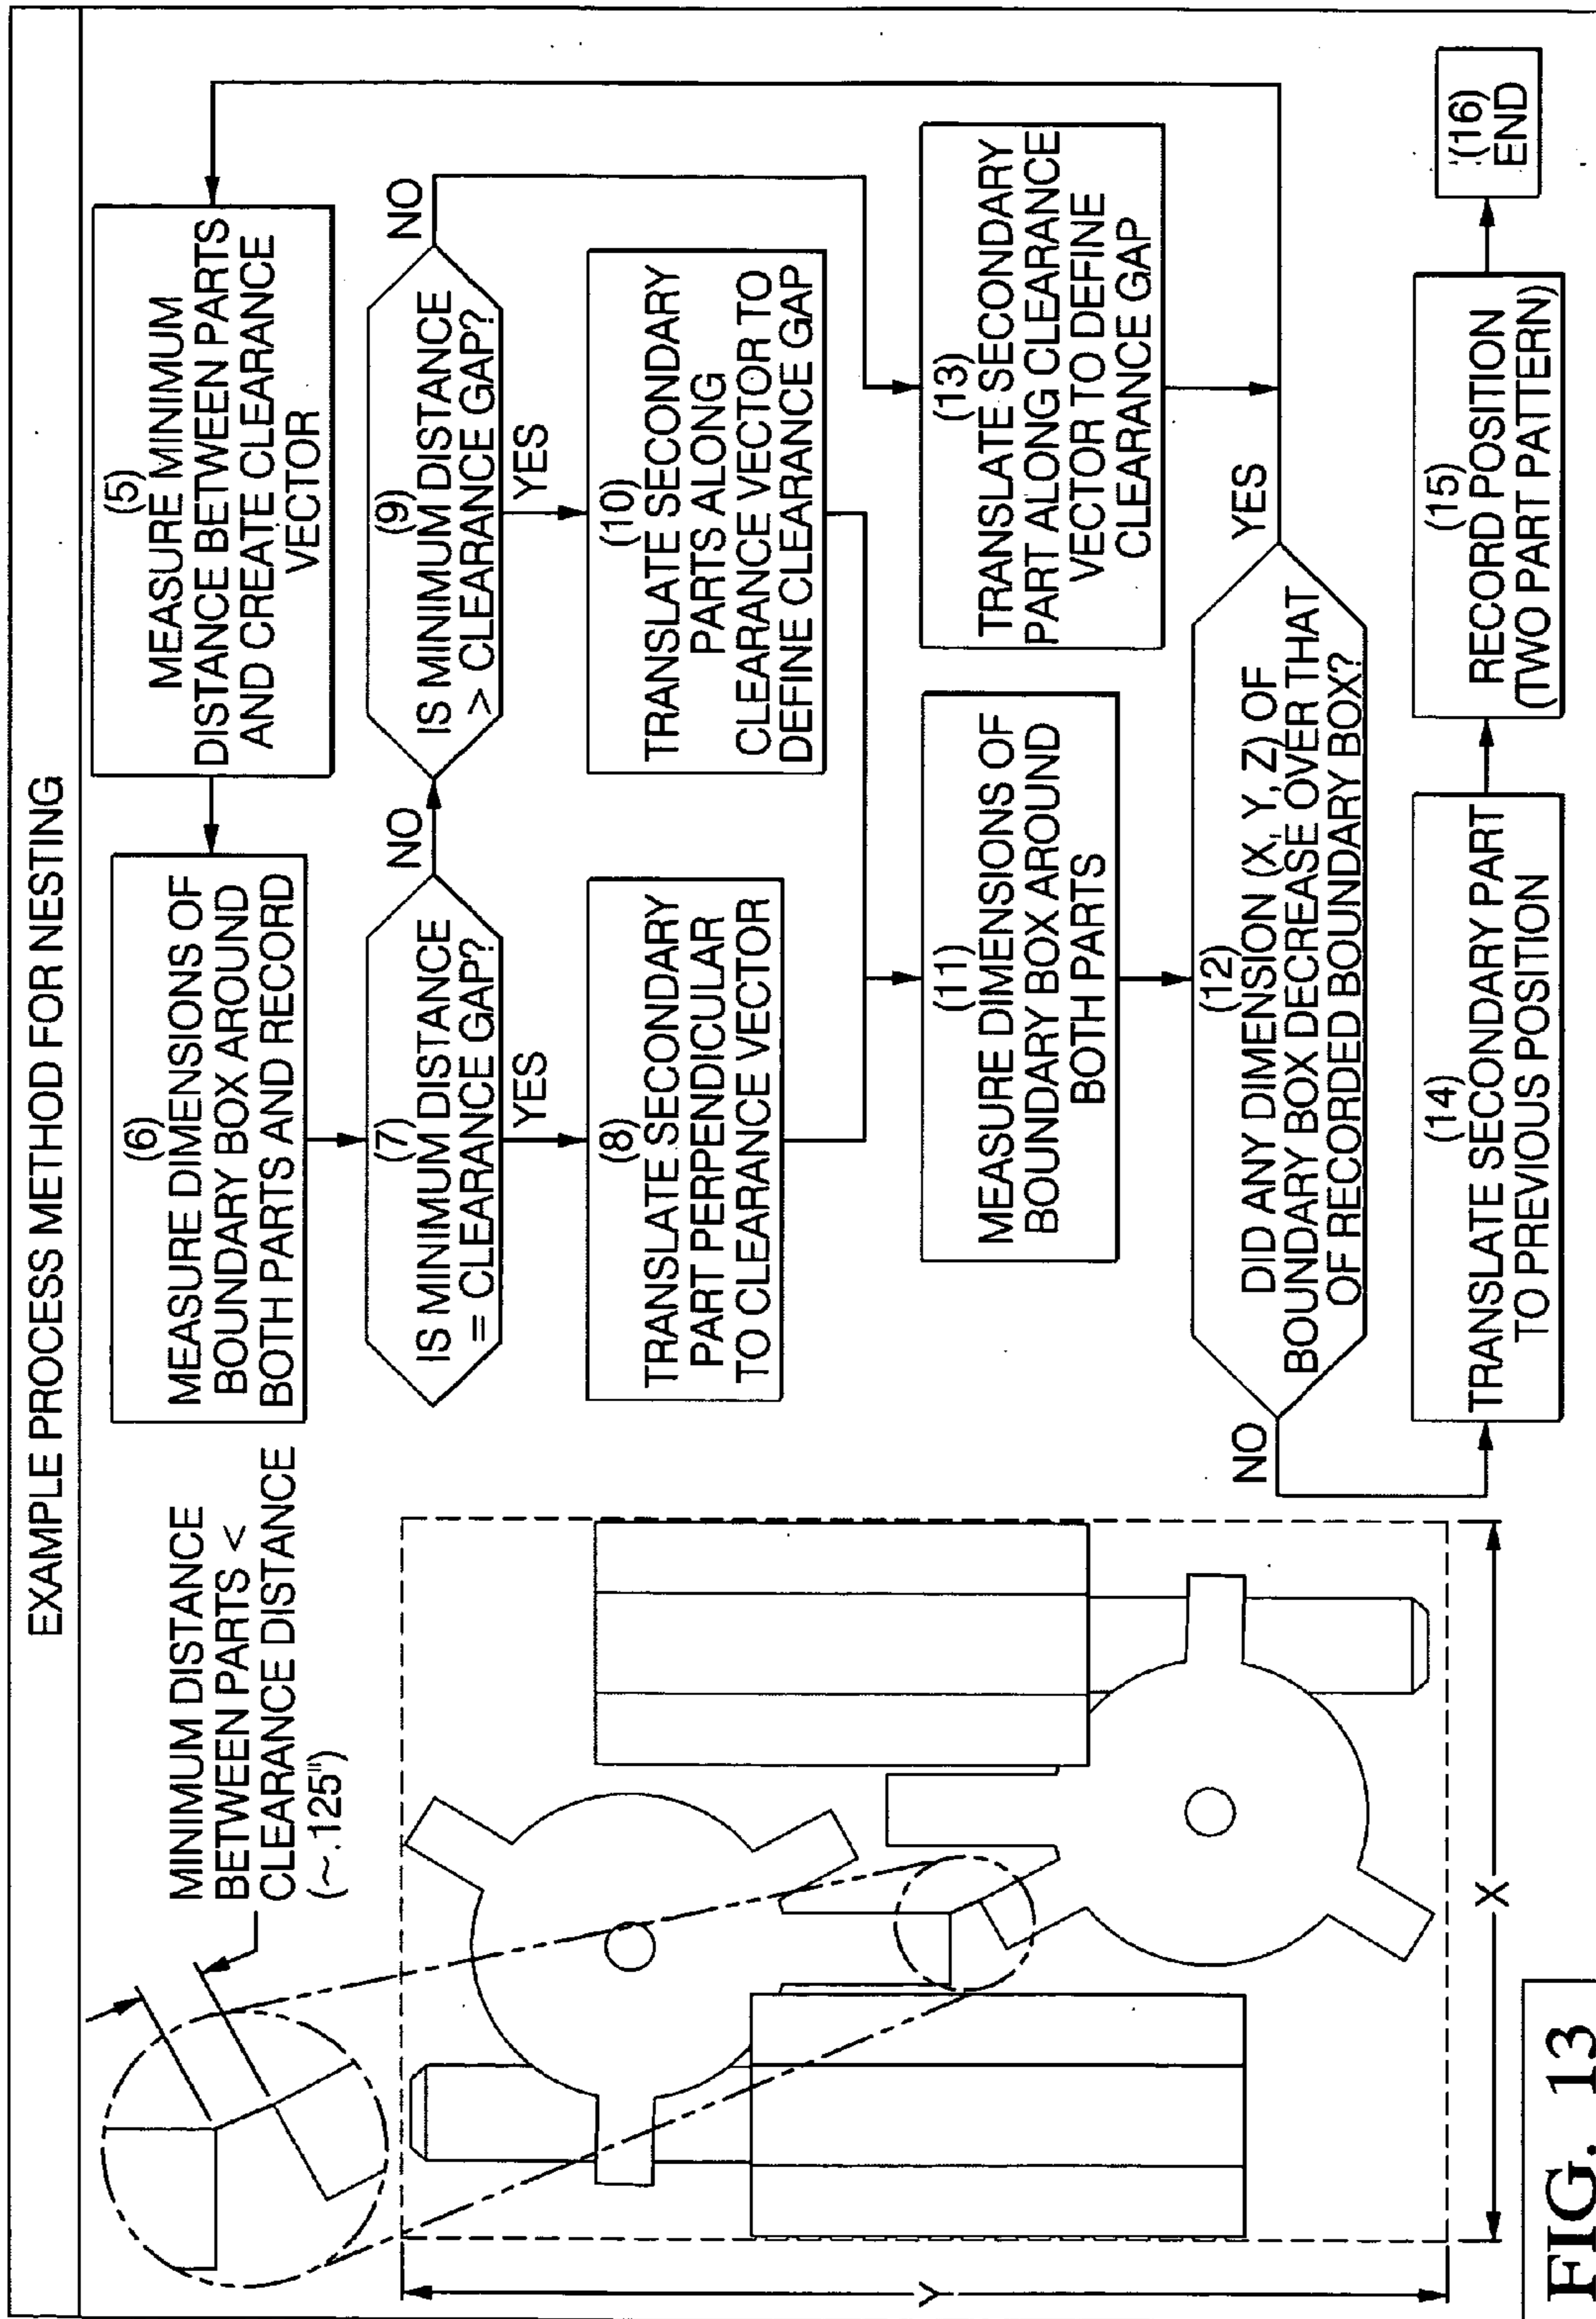 EXAMPLE PROCESS METHOD FOR NESTING
MINIMUM DISTANCE
BETWEEN PARTS <
CLEARANCE DISTANCE
(~.125")
Y
X
(5)
MEASURE MINIMUM
DISTANCE BETWEEN PARTS
AND CREATE CLEARANCE
VECTOR
(6)
MEASURE DIMENSIONS OF
BOUNDARY BOX AROUND
BOTH PARTS AND RECORD
(7)
IS MINIMUM DISTANCE
= CLEARANCE GAP?
NO
YES
(8)
TRANSLATE SECONDARY
PART PERPENDICULAR
TO CLEARANCE VECTOR
(9)
IS MINIMUM DISTANCE
> CLEARANCE GAP?
NO
YES
(10)
TRANSLATE SECONDARY
PARTS ALONG
CLEARANCE VECTOR TO
DEFINE CLEARANCE GAP
(11)
MEASURE DIMENSIONS OF
BOUNDARY BOX AROUND
BOTH PARTS
(13)
TRANSLATE SECONDARY
PART ALONG CLEARANCE
VECTOR TO DEFINE
CLEARANCE GAP
(12)
DID ANY DIMENSION (X, Y, Z) OF
BOUNDARY BOX DECREASE OVER THAT
OF RECORDED BOUNDARY BOX?
NO
YES
(14)
TRANSLATE SECONDARY PART
TO PREVIOUS POSITION
(15)
RECORD POSITION
(TWO PART PATTERN)
(16)
END
FIG. 13